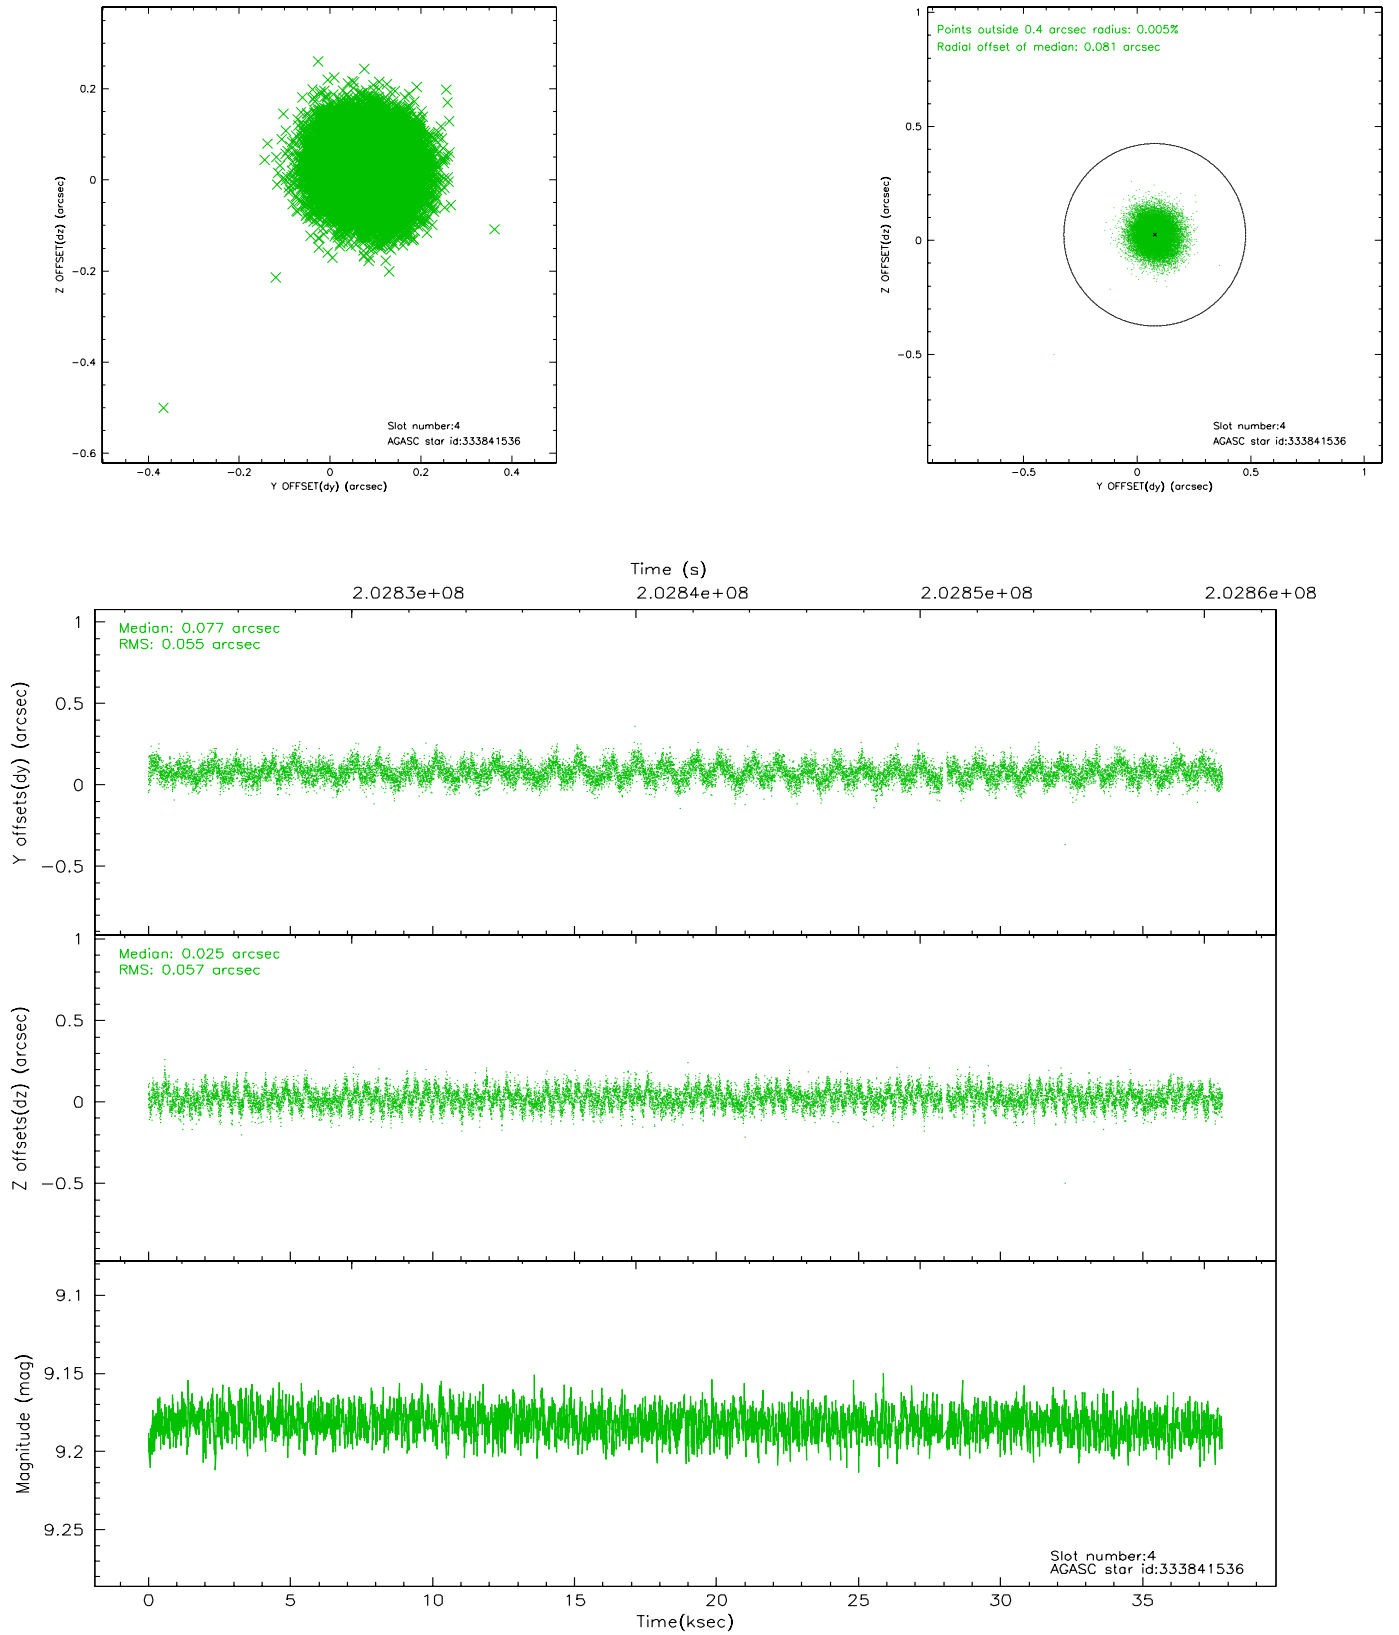 0.2
0
-0.2
-0.4
-0.6
Z OFFSET(dz) (arcsec)
Slot number:4
AGASC star id:333841536
-0.4
-0.2
0
0.2
0.4
Y OFFSET(dy) (arcsec)
1
0.5
0
-0.5
Z OFFSET(dz) (arcsec)
Points outside 0.4 arcsec radius: 0.005%
Radial offset of median: 0.081 arcsec
Slot number:4
AGASC star id:333841536
-0.5
0
0.5
1
Y OFFSET(dy) (arcsec)
Time (s)
2.0283e+08
2.0284e+08
2.0285e+08
2.0286e+08
Median: 0.077 arcsec
RMS: 0.055 arcsec
1
0.5
0
-0.5
Y offsets(dy) (arcsec)
Median: 0.025 arcsec
RMS: 0.057 arcsec
1
0.5
0
-0.5
Z offsets(dz) (arcsec)
9.1
9.15
9.2
9.25
Magnitude (mag)
Slot number:4
AGASC star id:333841536
0
5
10
15
20
25
30
35
Time(ksec)